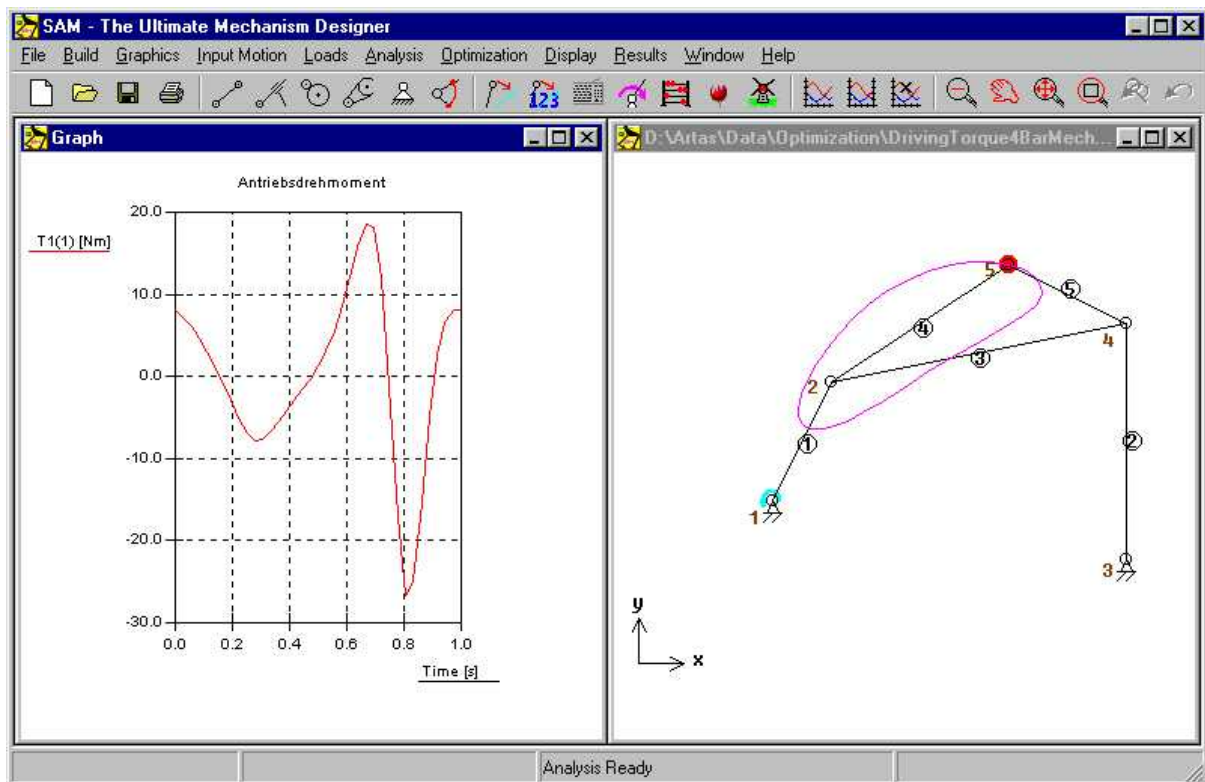 SAM - The Ultimate Mechanism Designer
File Build Graphics Input Motion Loads Analysis Optimization Display Results Window Help
123
Graph
Antriebsdrehmoment
T1(1) [Nm]
20.0
10.0
0.0
-10.0
-20.0
-30.0
0.0 0.2 0.4 0.6 0.8 1.0
Time [s]
D:\Artas\Data\Optimization\DrivingTorque4BarMech...
5
5
4
4
3
2
1
2
1
3
y
x
Analysis Ready